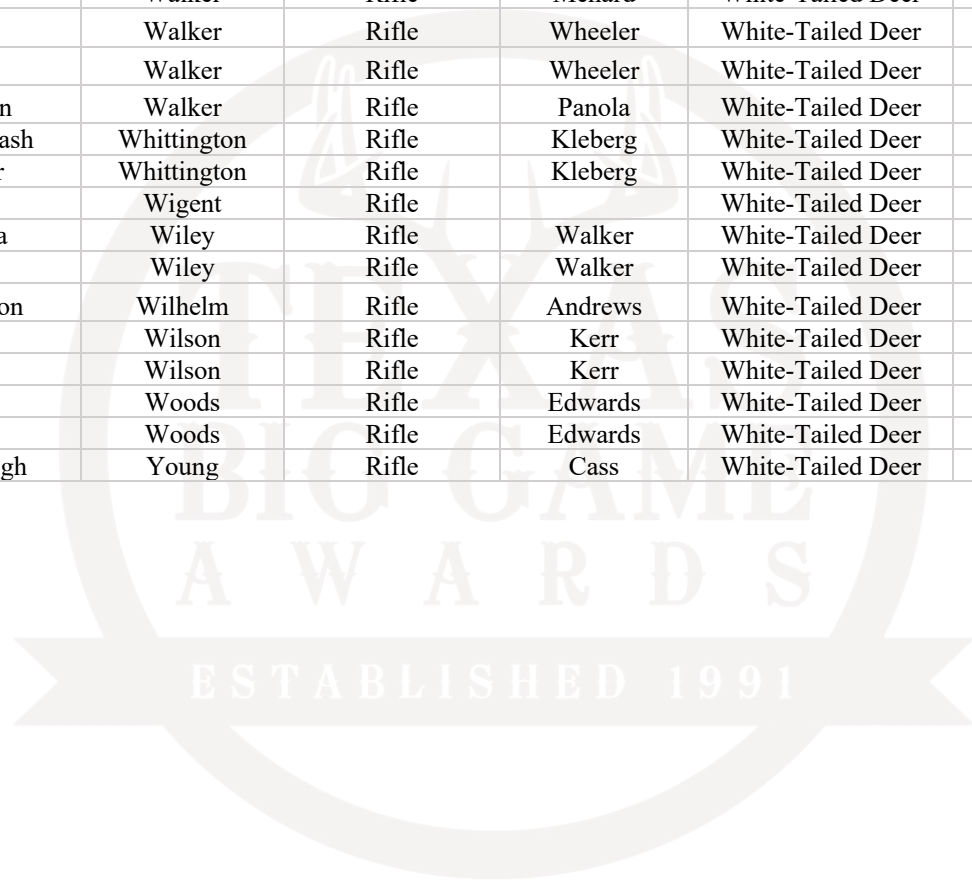 Walker Rifle Wheeler White-Tailed Deer
Walker Rifle Wheeler White-Tailed Deer
n Walker Rifle Panola White-Tailed Deer
ash Whittington Rifle Kleberg White-Tailed Deer
r Whittington Rifle Kleberg White-Tailed Deer
Wigent Rifle White-Tailed Deer
a Wiley Rifle Walker White-Tailed Deer
Wiley Rifle Walker White-Tailed Deer
on Wilhelm Rifle Andrews White-Tailed Deer
Wilson Rifle Kerr White-Tailed Deer
Wilson Rifle Kerr White-Tailed Deer
Woods Rifle Edwards White-Tailed Deer
Woods Rifle Edwards White-Tailed Deer
gh Young Rifle Cass White-Tailed Deer
TEXAS
BIG GAME
AWARDS
ESTABLISHED 1991